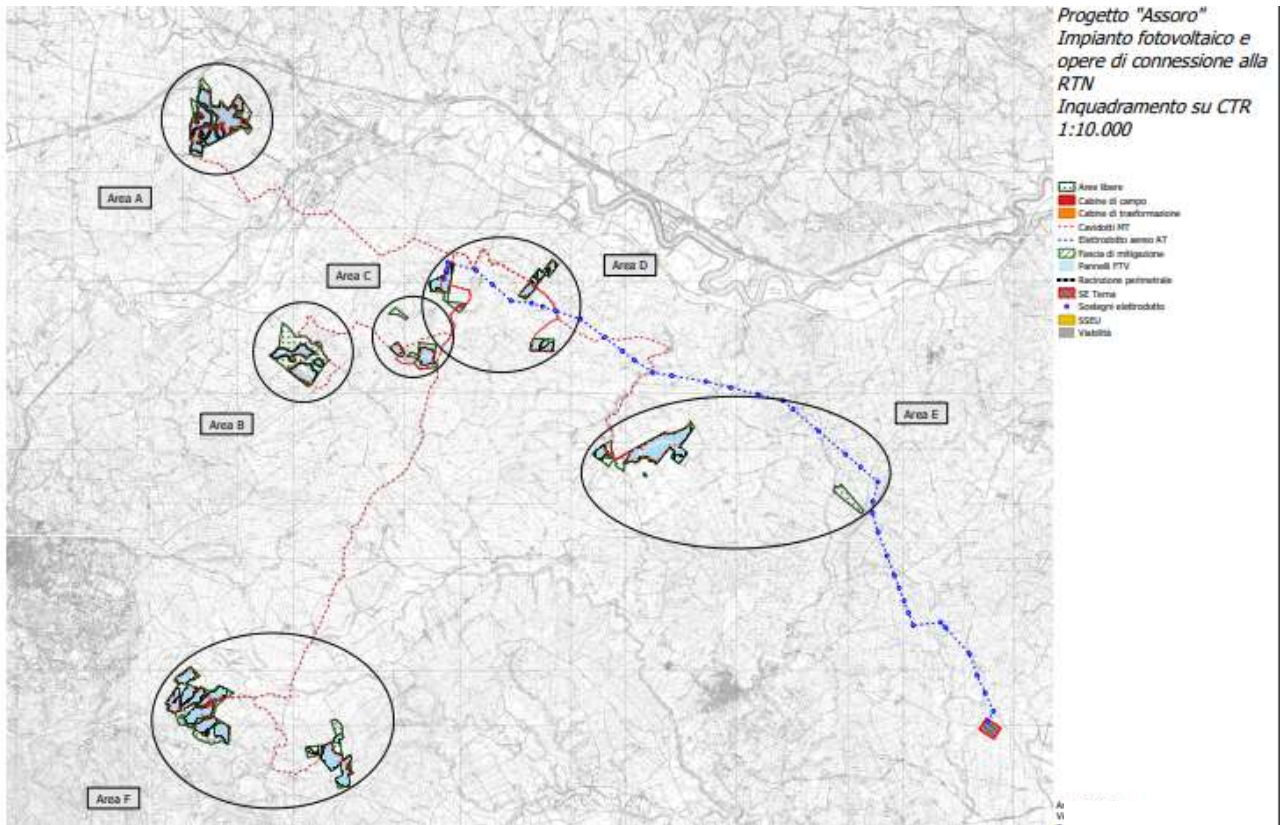 Progetto "Assoro"
Impianto fotovoltaico e
opere di connessione alla
RTN
Inquadramento su CTR
1:10.000
Aree libere
Cabine di campo
Cabine di trasformazione
Cavidotti MT
Elettrodotto aereo AT
Fascia di mitigazione
Pannelli FTV
Recinzione perimetrale
SE Terna
Sostegni elettrodotto
SSEU
Viabilità
Area A
Area C
Area D
Area B
Area E
Area F